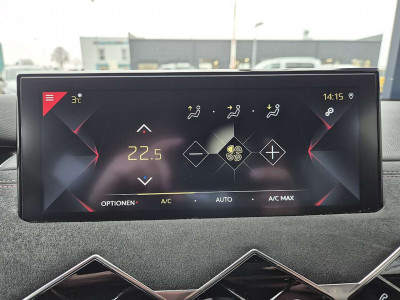 3°C 14:15
22.5
OPTIONEN A/C AUTO A/C MAX